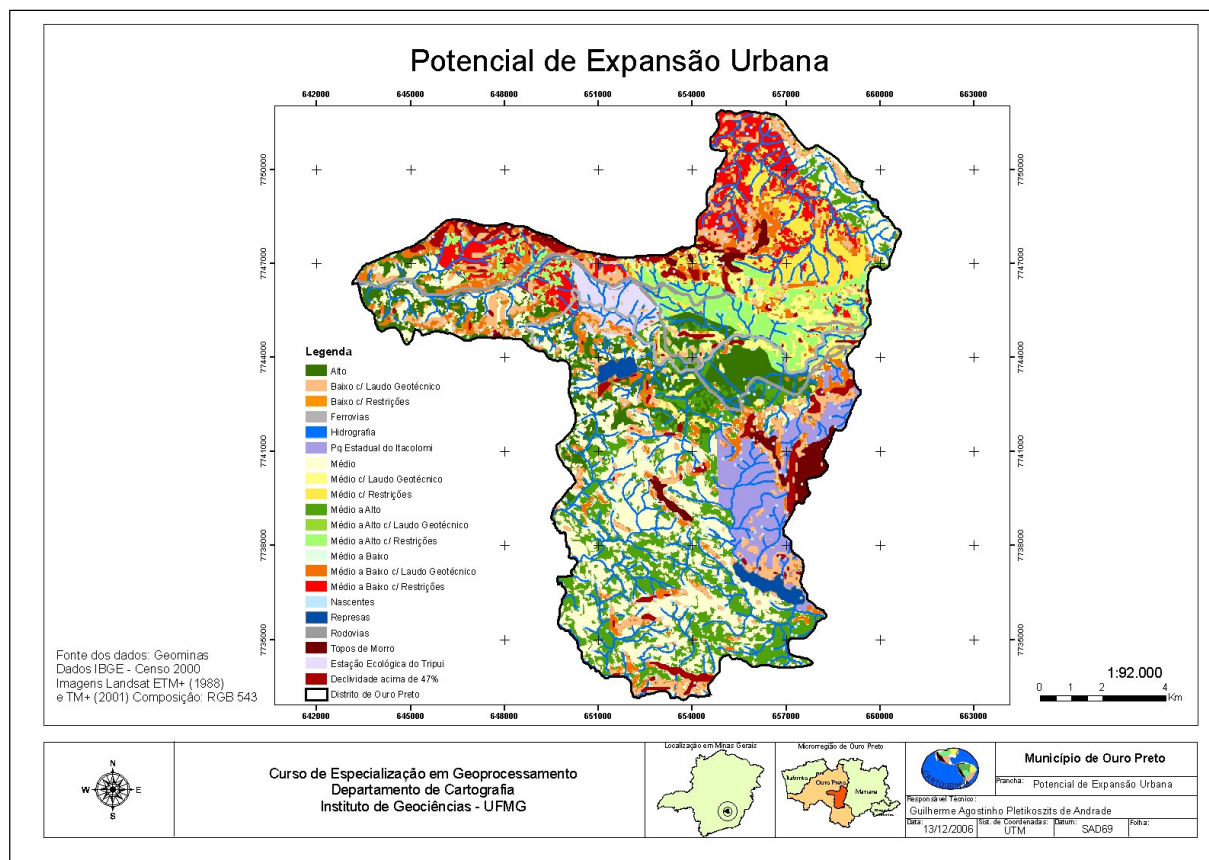 Potencial de Expansão Urbana
642000 645000 648000 651000 654000 657000 660000 663000
7750000 7750000
7747000 7747000
7744000 7744000
7741000 7741000
7738000 7738000
7735000 7735000
Legenda
Alto
Baixo c/ Laudo Geotécnico
Baixo c/ Restrições
Ferrovias
Hidrografia
Pq Estadual do Itacolomi
Médio
Médio c/ Laudo Geotécnico
Médio c/ Restrições
Médio a Alto
Médio a Alto c/ Laudo Geotécnico
Médio a Alto c/ Restrições
Médio a Baixo
Médio a Baixo c/ Laudo Geotécnico
Médio a Baixo c/ Restrições
Nascentes
Represas
Rodovias
Topos de Morro
Estação Ecológica do Tripui
Declividade acima de 47%
Distrito de Ouro Preto
Fonte dos dados: Geominas
Dados IBGE - Censo 2000
Imagens Landsat ETM+ (1988)
e TM+ (2001) Composição: RGB 543
1:92.000
0 1 2 4
Km
642000 645000 648000 651000 654000 657000 660000 663000
N
W E
S
Curso de Especialização em Geoprocessamento
Departamento de Cartografia
Instituto de Geociências - UFMG
Localização em Minas Gerais
Microrregião de Ouro Preto
Itabirito
Ouro Preto
Mariana
Município de Ouro Preto
Prancha: Potencial de Expansão Urbana
Responsável Técnico:
Guilherme Agostinho Pletikoszits de Andrade
Data: 13/12/2006
Sist. de Coordenadas: UTM
Datum: SAD69
Folha: